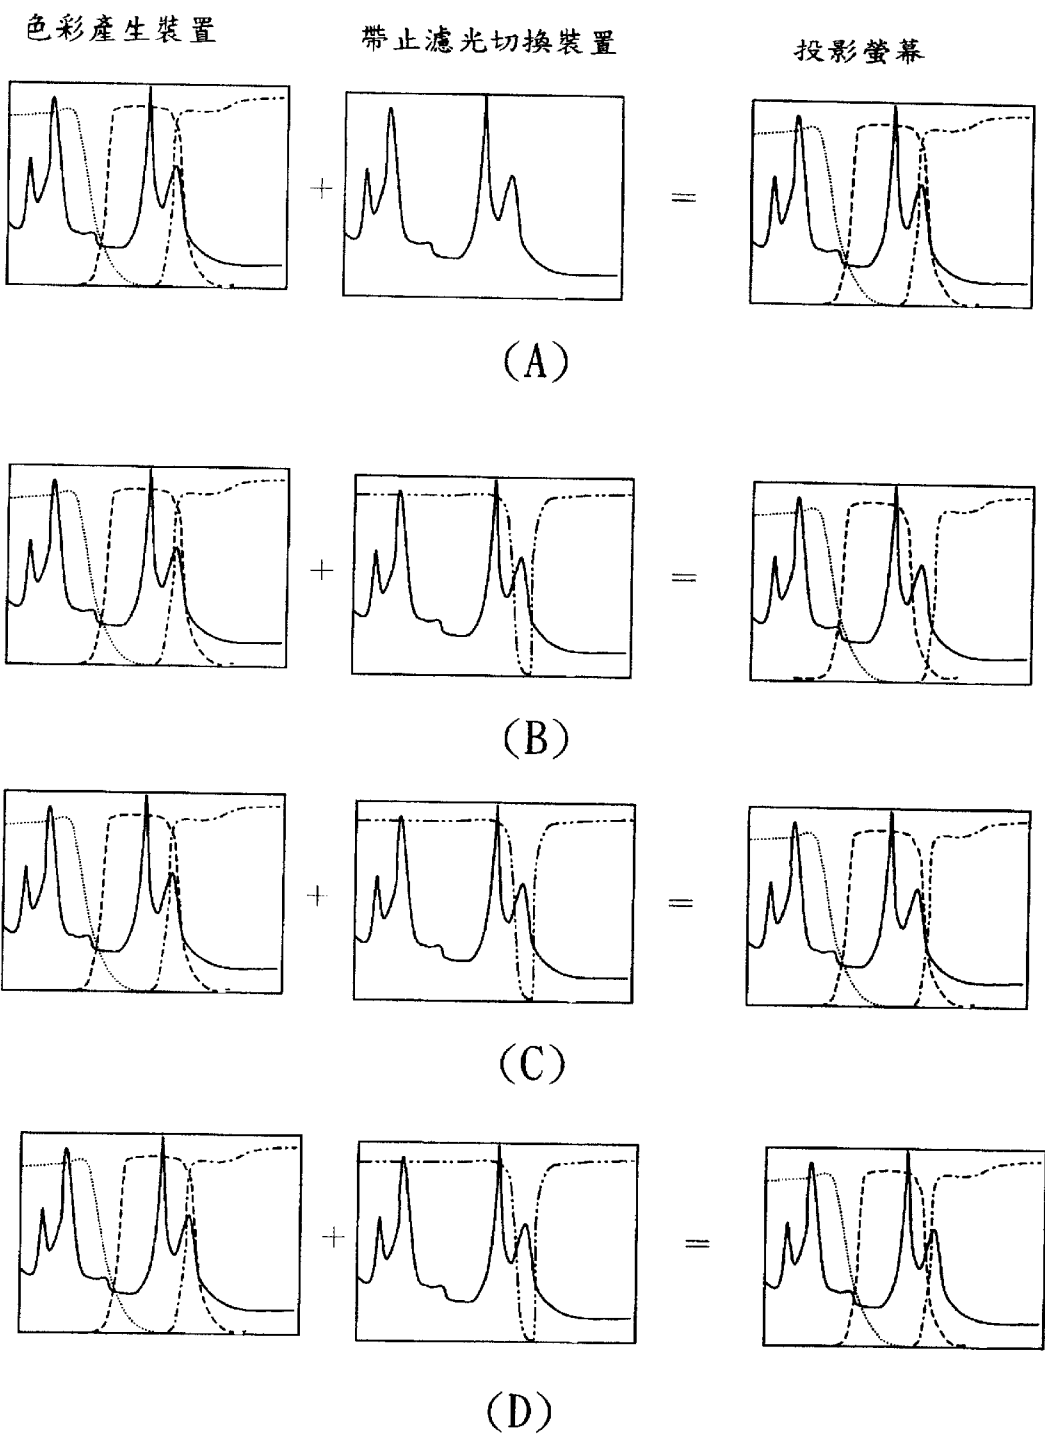 色彩產生裝置
帶止濾光切換裝置
投影螢幕
+
=
(A)
+
=
(B)
+
=
(C)
+
=
(D)